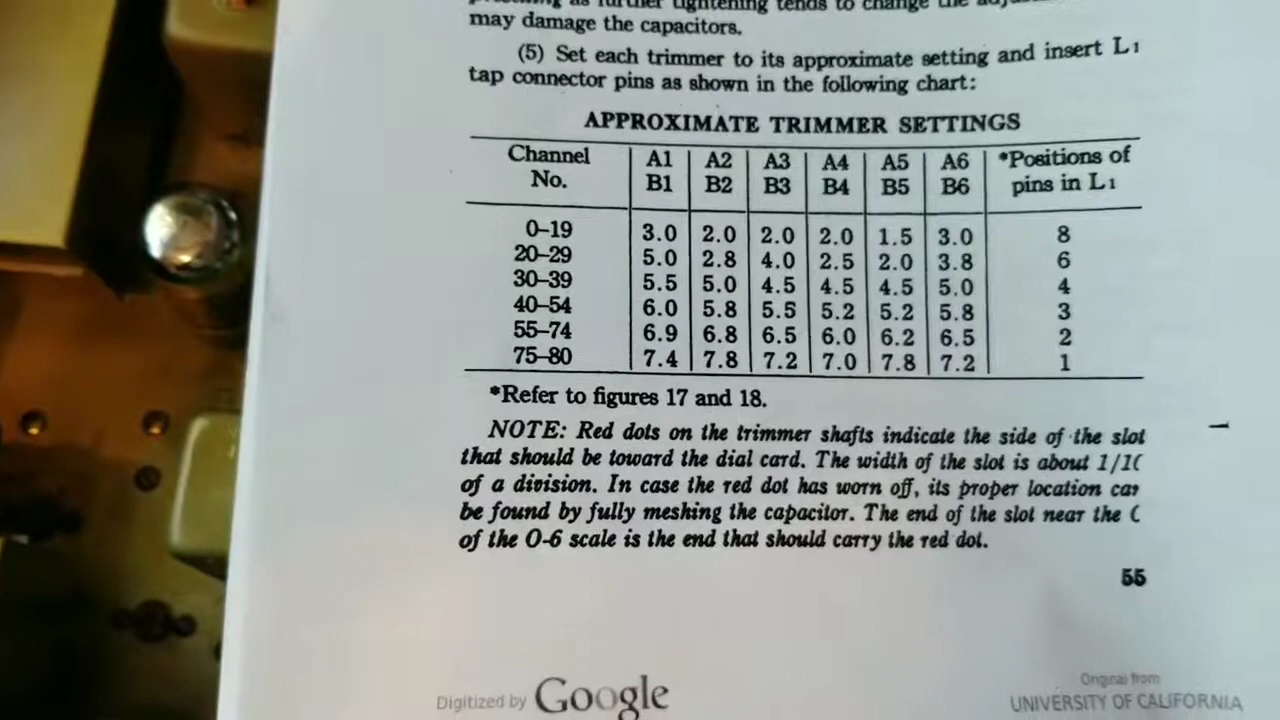 may damage the capacitors.
(5) Set each trimmer to its approximate setting and insert L1
tap connector pins as shown in the following chart:
APPROXIMATE TRIMMER SETTINGS
Channel No. A1 B1 A2 B2 A3 B3 A4 B4 A5 B5 A6 B6 *Positions of pins in L1
0–19 3.0 2.0 2.0 2.0 1.5 3.0 8
20–29 5.0 2.8 4.0 2.5 2.0 3.8 6
30–39 5.5 5.0 4.5 4.5 4.5 5.0 4
40–54 6.0 5.8 5.5 5.2 5.2 5.8 3
55–74 6.9 6.8 6.5 6.0 6.2 6.5 2
75–80 7.4 7.8 7.2 7.0 7.8 7.2 1
*Refer to figures 17 and 18.
NOTE: Red dots on the trimmer shafts indicate the side of the slot
that should be toward the dial card. The width of the slot is about
of a division. In case the red dot has worn off, its proper location
be found by fully meshing the capacitor. The end of the slot near the
of the O-6 scale is the end that should carry the red dot.
55
Digitized by Google
Original from
UNIVERSITY OF CALIFORNIA